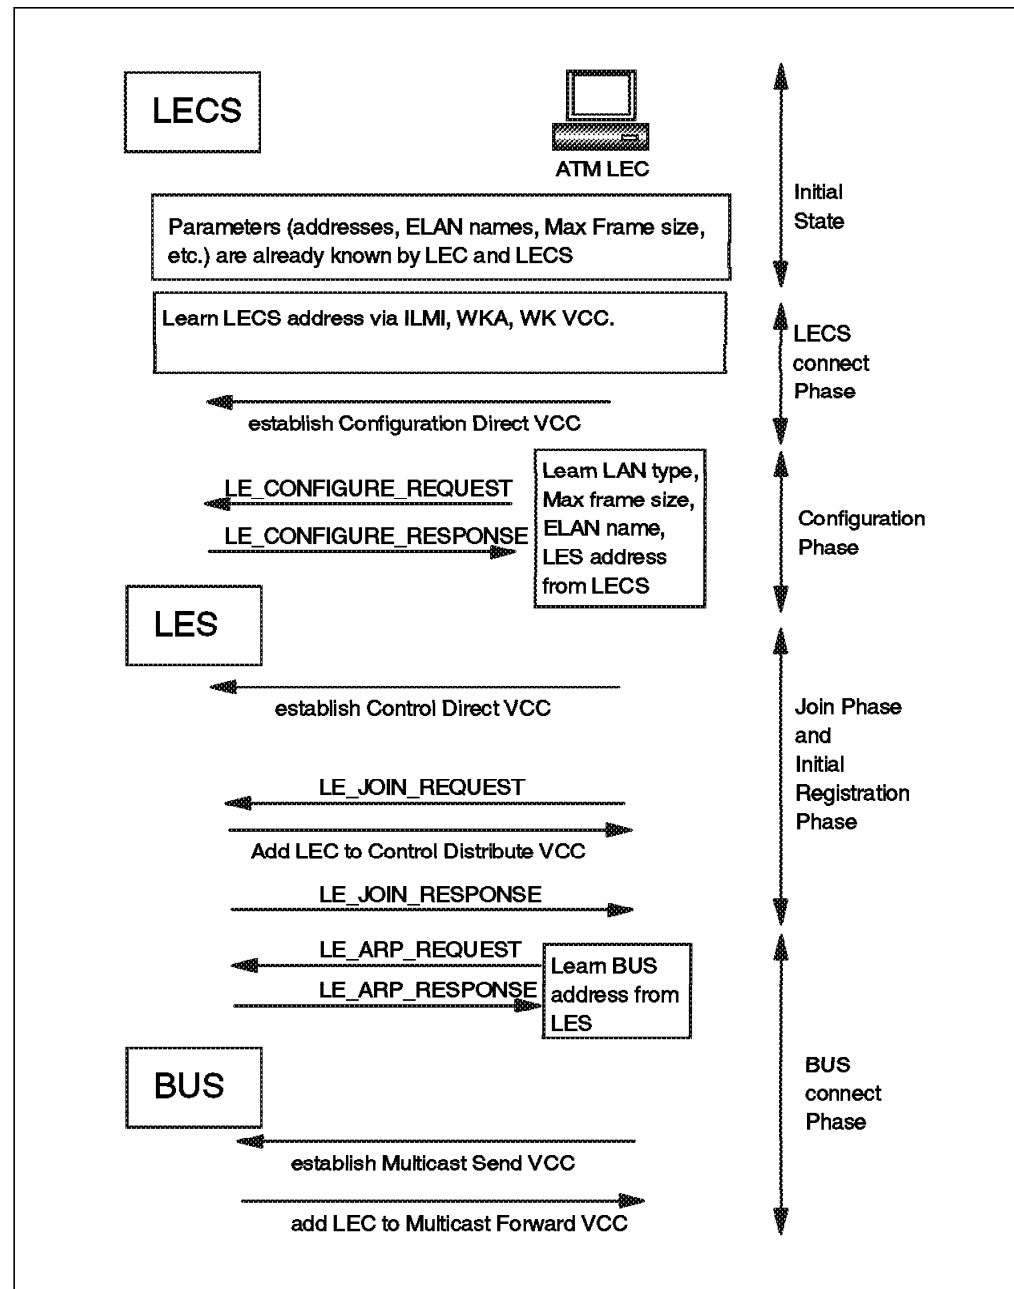 LECS
ATM LEC
Initial
State
Parameters (addresses, ELAN names, Max Frame size,
etc.) are already known by LEC and LECS
Learn LECS address via ILMI, WKA, WK VCC.
LECS
connect
Phase
establish Configuration Direct VCC
LE_CONFIGURE_REQUEST
LE_CONFIGURE_RESPONSE
Learn LAN type,
Max frame size,
ELAN name,
LES address
from LECS
Configuration
Phase
LES
establish Control Direct VCC
Join Phase
and
Initial
Registration
Phase
LE_JOIN_REQUEST
Add LEC to Control Distribute VCC
LE_JOIN_RESPONSE
LE_ARP_REQUEST
LE_ARP_RESPONSE
Learn BUS
address from
LES
BUS
BUS
connect
Phase
establish Multicast Send VCC
add LEC to Multicast Forward VCC